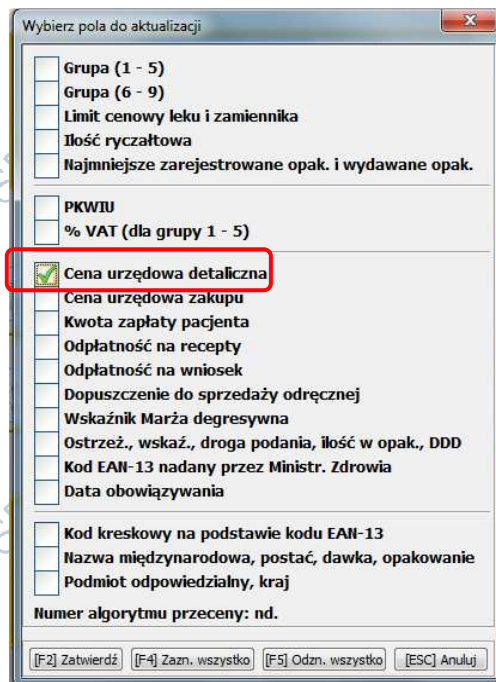 Wybierz pola do aktualizacji
Grupa (1 - 5)
Grupa (6 - 9)
Limit cenowy leku i zamiennika
Ilość ryczałtowa
Najmniejsze zarejestrowane opak. i wydawane opak.
PKWIU
% VAT (dla grupy 1 - 5)
Cena urzędowa detaliczna
Cena urzędowa zakupu
Kwota zapłaty pacjenta
Odpłatność na recepty
Odpłatność na wniosek
Dopuszczenie do sprzedaży odręcznej
Wskaźnik Marża degresywna
Ostrzeż., wskaź., droga podania, ilość w opak., DDD
Kod EAN-13 nadany przez Ministr. Zdrowia
Data obowiązywania
Kod kreskowy na podstawie kodu EAN-13
Nazwa międzynarodowa, postać, dawka, opakowanie
Podmiot odpowiedzialny, kraj
Numer algorytmu przeceny: nd.
[F2] Zatwierdź [F4] Zazn. wszystko [F5] Odzn. wszystko [ESC] Anuluj